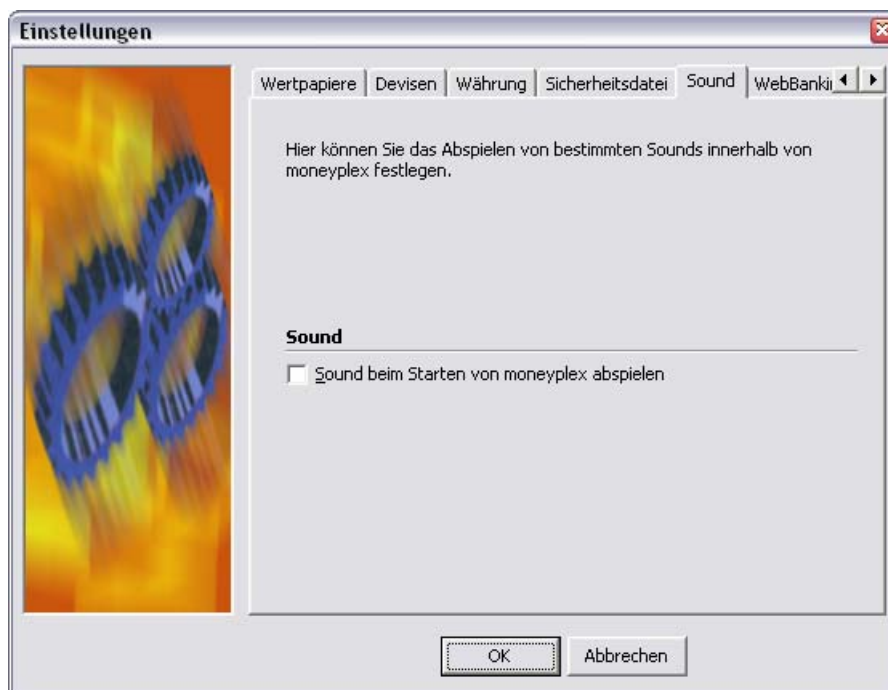 Einstellungen
Wertpapiere
Devisen
Währung
Sicherheitsdatei
Sound
Hier können Sie das Abspielen von bestimmten Sounds innerhalb von
moneyplex festlegen.
Sound
Sound beim Starten von moneyplex abspielen
OK
Abbrechen